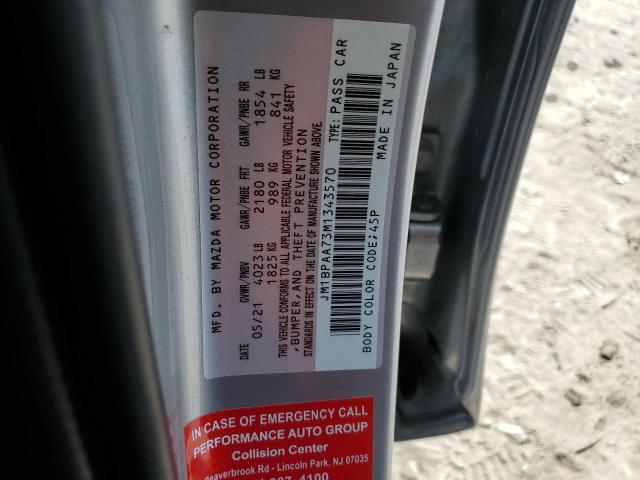 MFD. BY MAZDA MOTOR CORPORATION
DATE GVWR/PNBV GAWR/PNBE FRT GAWR/PNBE RR
05/21 4023 LB 2180 LB 1854 LB
1825 KG 989 KG 841 KG
THIS VEHICLE CONFORMS TO ALL APPLICABLE FEDERAL MOTOR VEHICLE SAFETY
,BUMPER,AND THEFT PREVENTION
STANDARDS IN EFFECT ON THE DATE OF MANUFACTURE SHOWN ABOVE.
JM1BPAA73M1343570 TYPE: PASS CAR
BODY COLOR CODE;45P MADE IN JAPAN
IN CASE OF EMERGENCY CALL
PERFORMANCE AUTO GROUP
Collision Center
Beaverbrook Rd - Lincoln Park, NJ 07035
4100